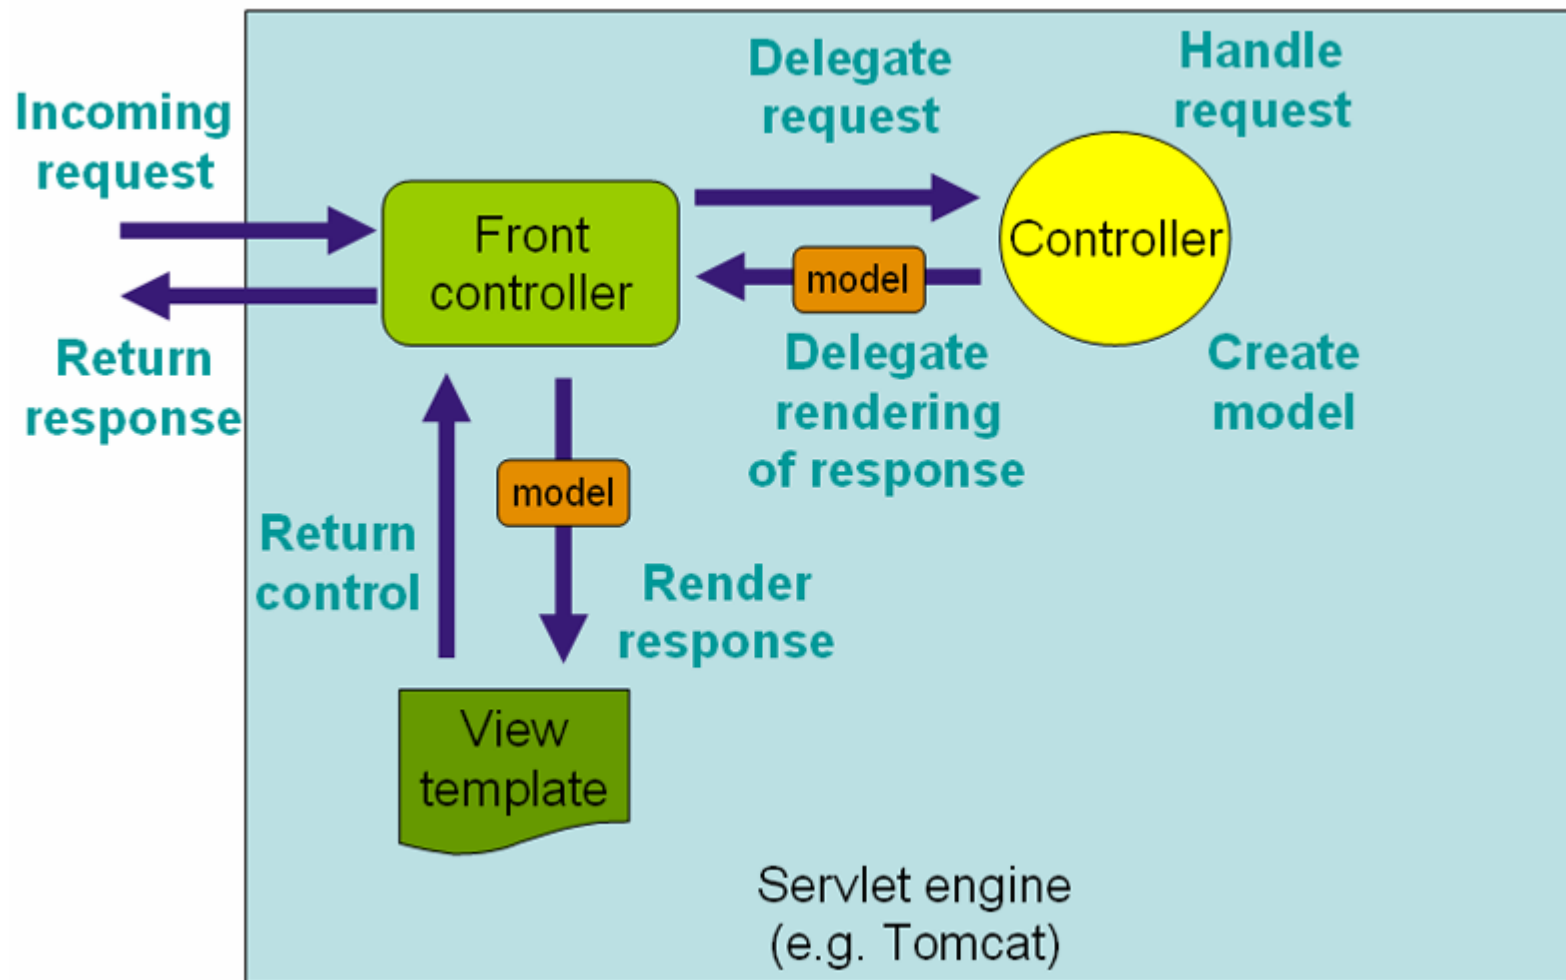 Incoming
request
Return
response
Front
controller
Delegate
request
Handle
request
Controller
model
Delegate
rendering
of response
Create
model
Return
control
model
Render
response
View
template
Servlet engine
(e.g. Tomcat)